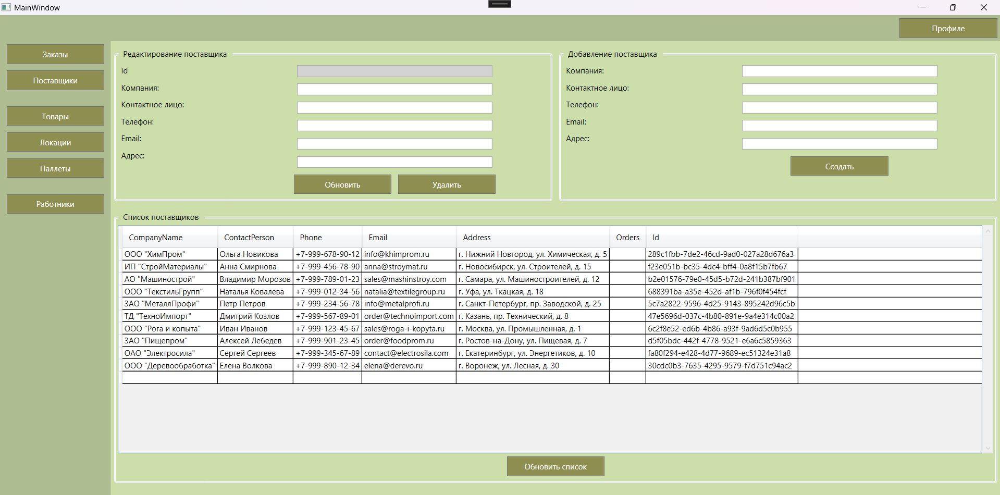 MainWindow
Профиле
Заказы
Поставщики
Товары
Локации
Паллеты
Работники
Редактирование поставщика
Id
Компания:
Контактное лицо:
Телефон:
Email:
Адрес:
Обновить Удалить
Добавление поставщика
Компания:
Контактное лицо:
Телефон:
Email:
Адрес:
Создать
Список поставщиков
CompanyName ContactPerson Phone Email Address Orders Id
ООО "ХимПром" Ольга Новикова +7-999-678-90-12 info@khimprom.ru г. Нижний Новгород, ул. Химическая, д. 5 289c1fbb-7de2-46cd-9ad0-027a28d676a3
ИП "СтройМатериалы" Анна Смирнова +7-999-456-78-90 anna@stroymat.ru г. Новосибирск, ул. Строителей, д. 15 f23e051b-bc35-4dc4-bff4-0a8f15b7fb67
АО "Машинострой" Владимир Морозов +7-999-789-01-23 sales@mashinstroy.com г. Самара, ул. Машиностроителей, д. 12 b2e01576-79e0-45d5-b72d-241b387bf901
ООО "ТекстильГрупп" Наталья Ковалева +7-999-012-34-56 natalia@textilegroup.ru г. Уфа, ул. Ткацкая, д. 18 688391ba-a35e-452d-af1b-796f0f454fcf
ЗАО "МеталлПрофи" Петр Петров +7-999-234-56-78 info@metalprofi.ru г. Санкт-Петербург, пр. Заводской, д. 25 5c7a2822-9596-4d25-9143-895242d96c5b
ТД "ТехноИмпорт" Дмитрий Козлов +7-999-567-89-01 order@technoimport.com г. Казань, пр. Технический, д. 8 47e5696d-037c-4b80-891e-9a4e314c00a2
ООО "Рога и копыта" Иван Иванов +7-999-123-45-67 sales@roga-i-kopyta.ru г. Москва, ул. Промышленная, д. 1 6c2f8e52-ed6b-4b86-a93f-9ad6d5c0b955
ЗАО "Пищепром" Алексей Лебедев +7-999-901-23-45 order@foodprom.ru г. Ростов-на-Дону, ул. Пищевая, д. 7 d5f05bdc-442f-4778-9521-e6a6c5859363
ОАО "Электросила" Сергей Сергеев +7-999-345-67-89 contact@electrosila.com г. Екатеринбург, ул. Энергетиков, д. 10 fa80f294-e428-4d77-9689-ec51324e31a8
ООО "Деревообработка" Елена Волкова +7-999-890-12-34 elena@derevo.ru г. Воронеж, ул. Лесная, д. 30 30cdc0b3-7635-4295-9579-f7d751c94ac2
Обновить список